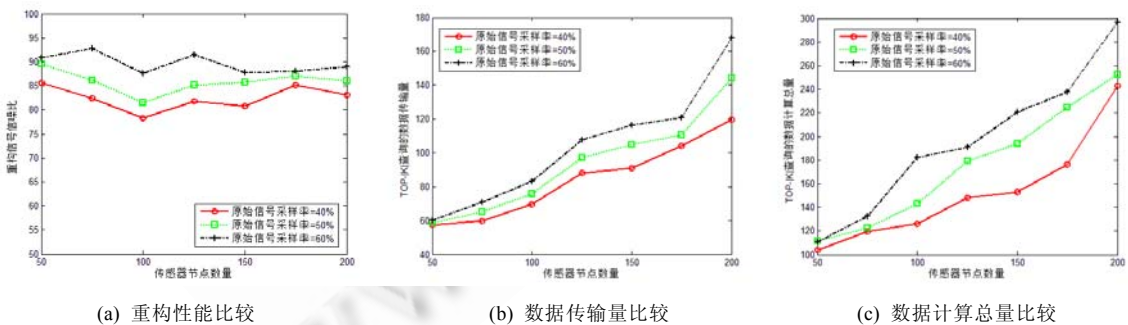 重构信号信噪比
100
95
90
85
80
75
70
65
60
55
50
原始信号采样率=40%
原始信号采样率=50%
原始信号采样率=60%
50 100 150 200
传感器节点数量
(a) 重构性能比较
TOP-|K|查询的数据传输量
180
160
140
120
100
80
60
40
原始信号采样率=40%
原始信号采样率=50%
原始信号采样率=60%
50 100 150 200
传感器节点数量
(b) 数据传输量比较
TOP-|K|查询的数据计算总量
300
280
260
240
220
200
180
160
140
120
100
原始信号采样率=40%
原始信号采样率=50%
原始信号采样率=60%
50 100 150 200
传感器节点数量
(c) 数据计算总量比较